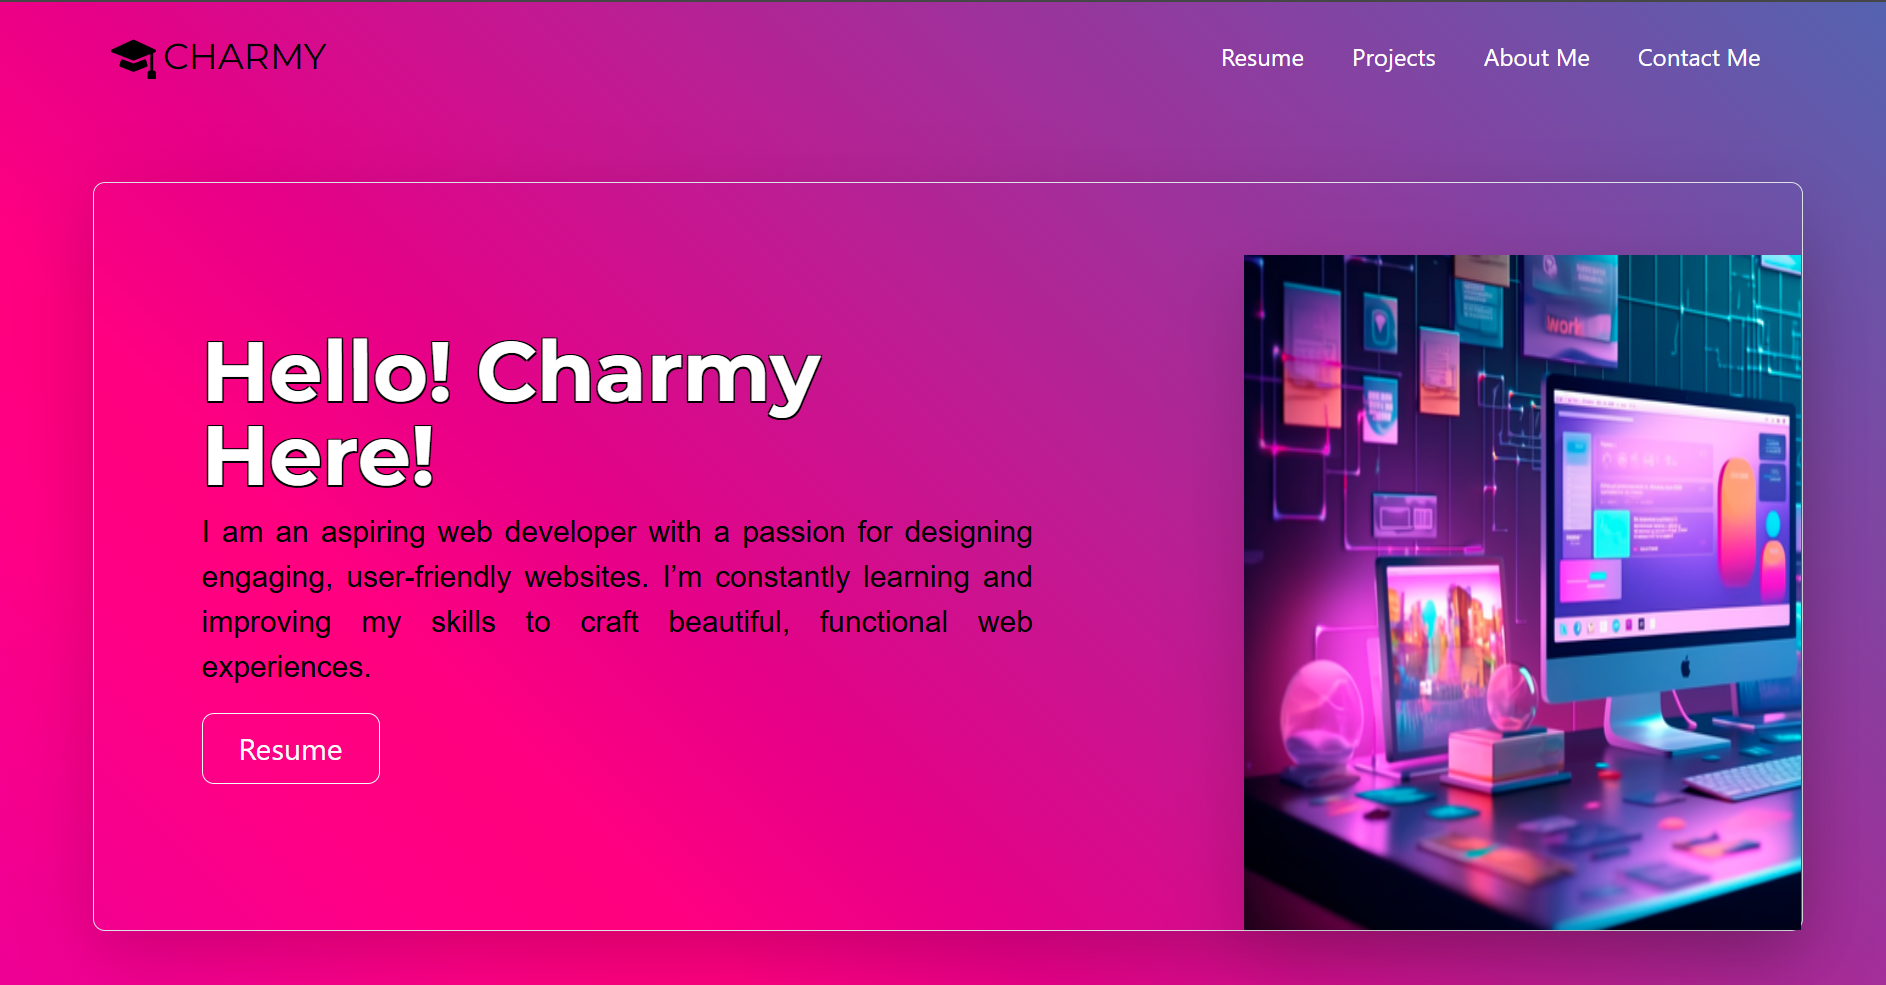 CHARMY
Resume Projects About Me Contact Me
work
Hello! Charmy
Here!
I am an aspiring web developer with a passion for designing
engaging, user-friendly websites. I’m constantly learning and
improving my skills to craft beautiful, functional web
experiences.
Resume